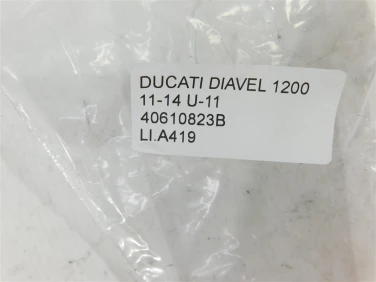 DUCATI DIAVEL 1200
11-14 U-11
40610823B
LI.A419